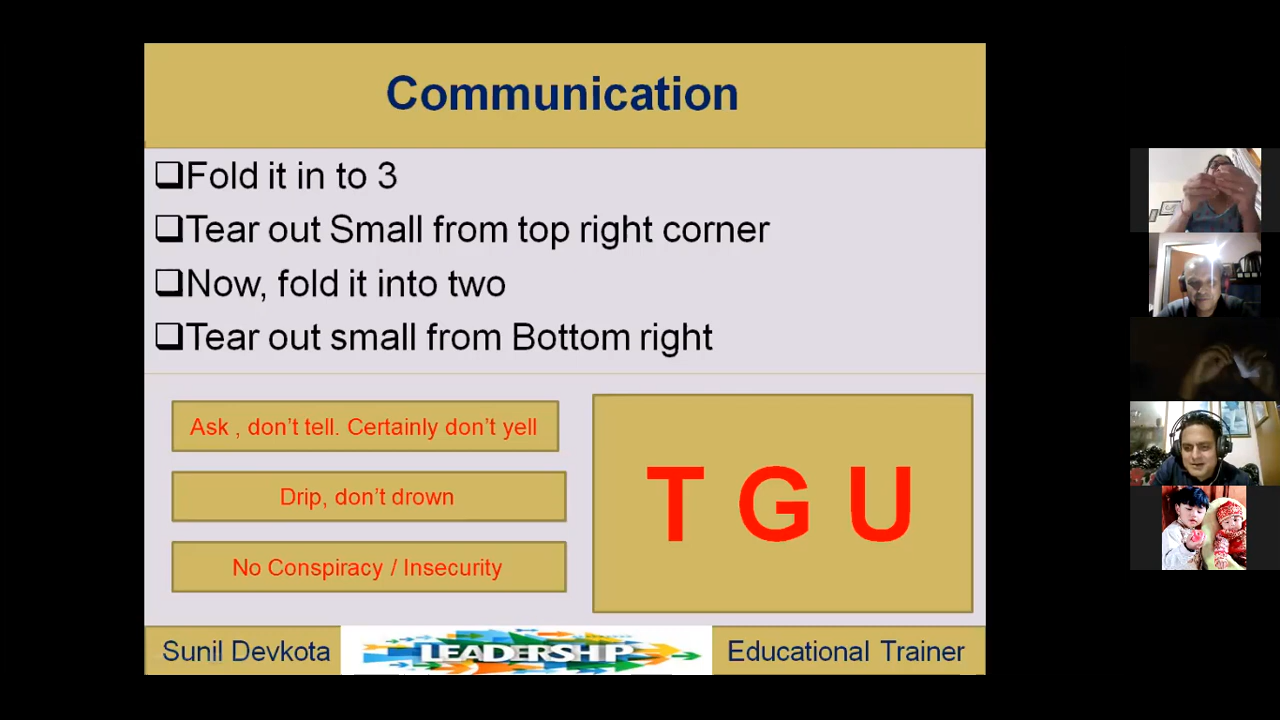 Communication
❑Fold it in to 3
❑Tear out Small from top right corner
❑Now, fold it into two
❑Tear out small from Bottom right
Ask , don’t tell. Certainly don’t yell
Drip, don’t drown
No Conspiracy / Insecurity
T G U
Sunil Devkota
LEADERSHIP
Educational Trainer